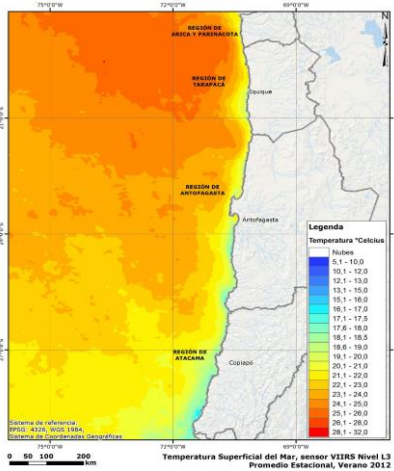 75°0'0"W
72°0'0"W
69°0'0"W
N
REGIÓN DE
ARICA Y PARINACOTA
REGIÓN DE
TARAPACÁ
Iquique
REGIÓN DE
ANTOFAGASTA
Antofagasta
REGIÓN DE
ATACAMA
Copiapó
Legenda
Temperatura °Celcius
Nubes
5,1 - 10,0
10,1 - 12,0
12,1 - 13,0
13,1 - 15,0
15,1 - 16,0
16,1 - 17,0
17,1 - 17,5
17,6 - 18,0
18,1 - 18,5
18,6 - 19,0
19,1 - 20,0
20,1 - 21,0
21,1 - 22,0
22,1 - 23,0
23,1 - 24,0
24,1 - 25,0
25,1 - 26,0
26,1 - 28,0
28,1 - 32,0
Sistema de referencia:
EPSG: 4326, WGS 1984,
Sistema de Coordenadas Geográficas
75°0'0"W
72°0'0"W
69°0'0"W
0 50 100 200
km
Temperatura Superficial del Mar, sensor VIIRS Nivel L3
Promedio Estacional, Verano 2012